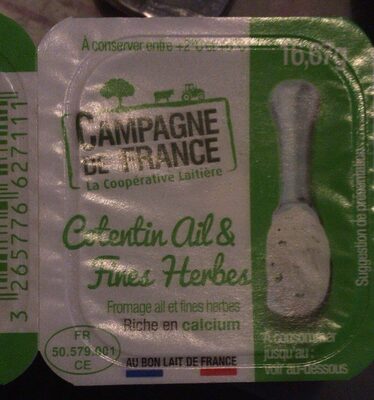 À conserver entre +2°C et
16,67g
CAMPAGNE
DE FRANCE
La Coopérative Laitière
Cotentin Ail &
Fines Herbes
Fromage ail et fines herbes
Riche en calcium
FR
50.579.001
CE
AU BON LAIT DE FRANCE
A consommer
jusqu'au :
voir au-dessous
Suggestion de présentation
3 265776 627111